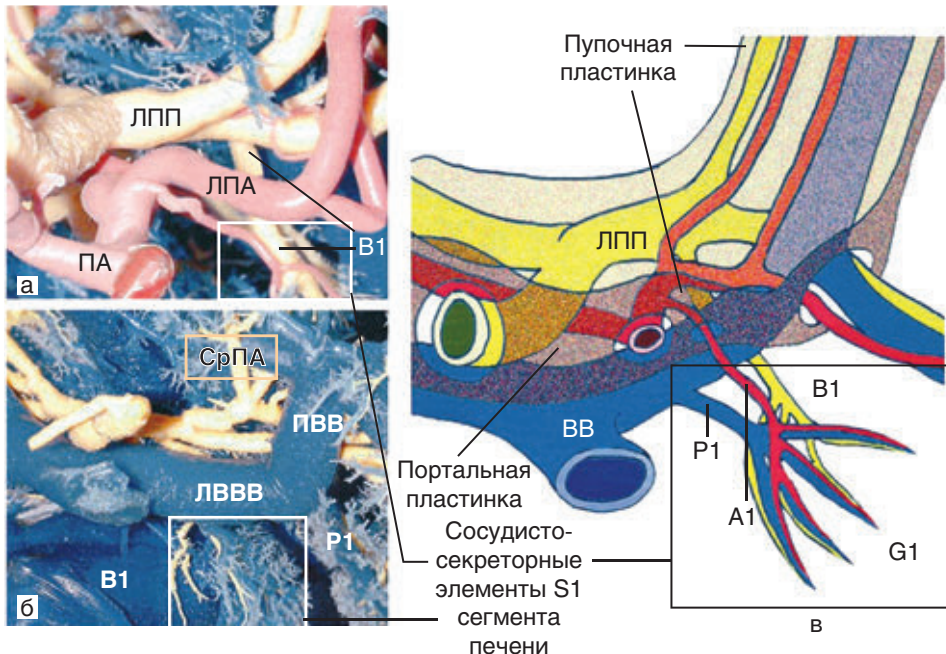 ЛПП
ЛПА
В1
ПА
а
СрПА
ПВВ
ЛВВВ
Р1
В1
б
Пупочная
пластинка
ЛПП
ВВ
Портальная
пластинка
В1
Р1
А1
G1
Сосудисто-
секреторные
элементы S1
сегмента
печени
в